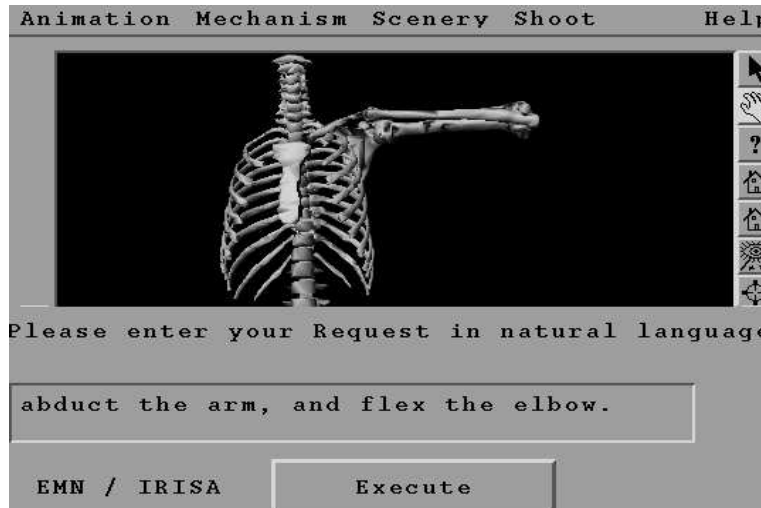 Animation Mechanism Scenery Shoot Help
?
Please enter your Request in natural language
abduct the arm, and flex the elbow.
EMN / IRISA Execute